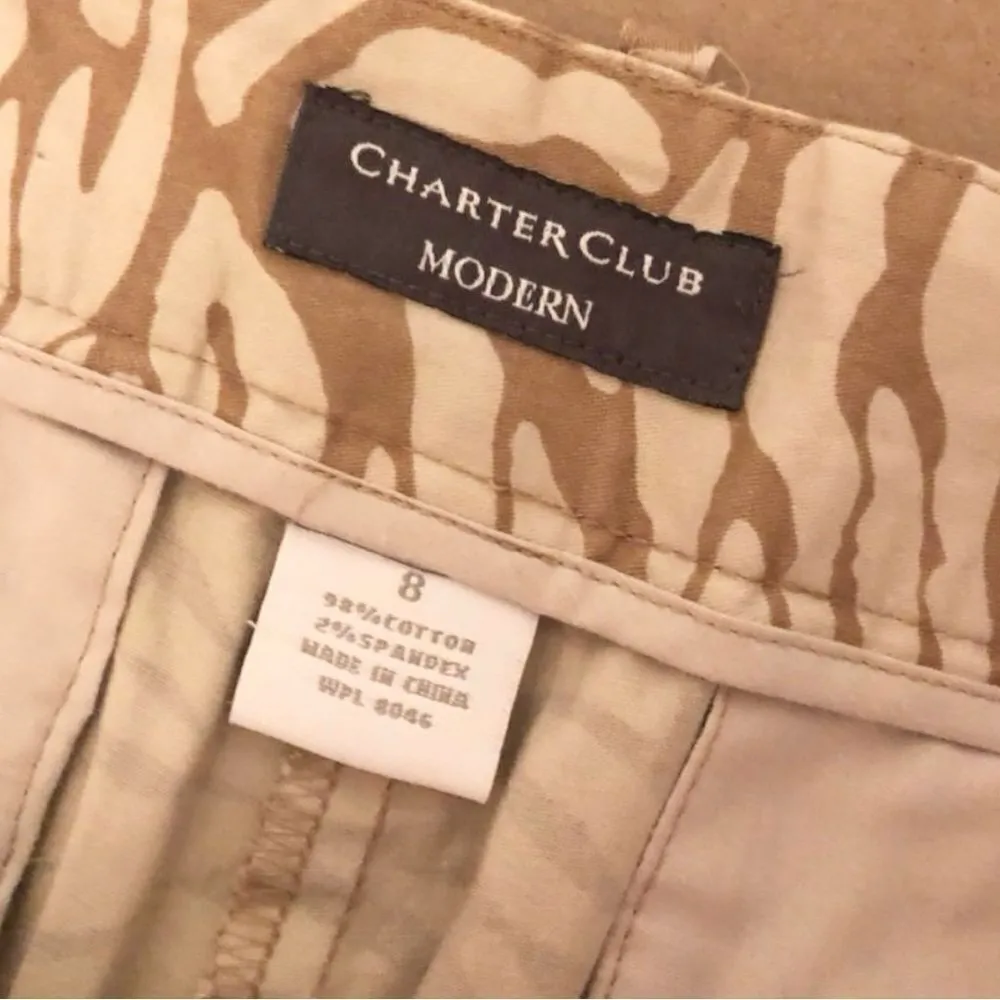 CHARTER CLUB
MODERN
8
98% COTTON
2% SPANDEX
MADE IN CHINA
WPL 8046